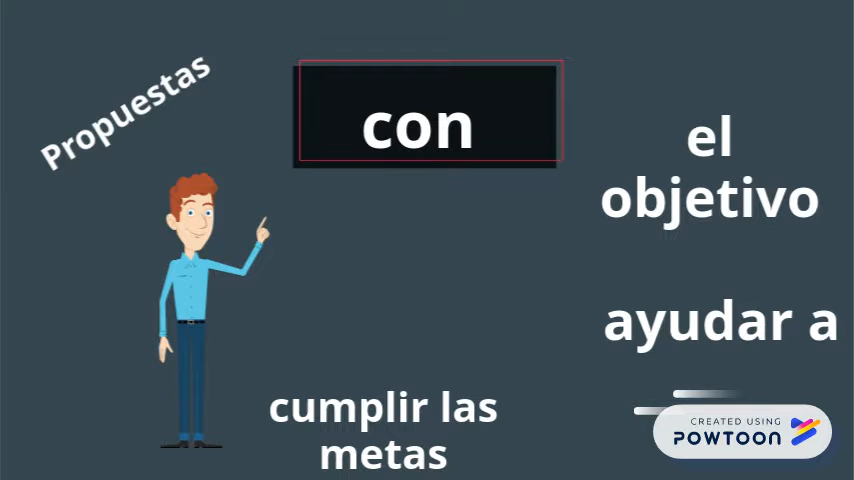 Propuestas
con
el
objetivo
ayudar a
cumplir las
metas
CREATED USING
POWTOON